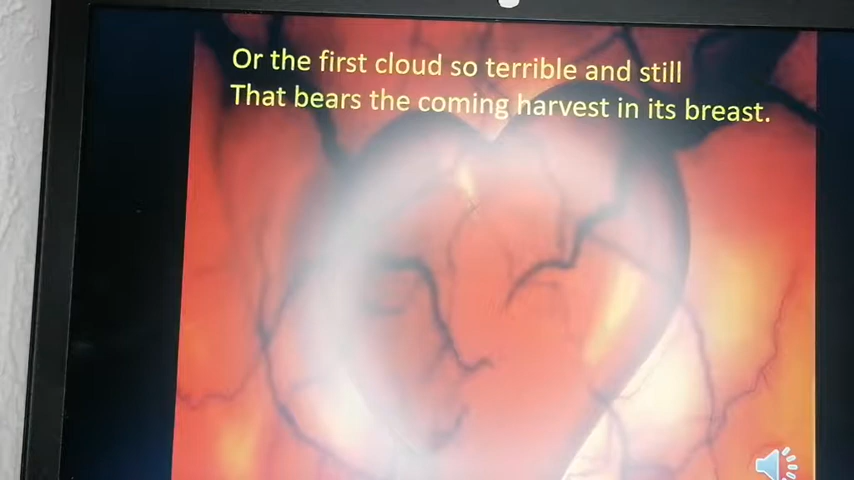 Or the first cloud so terrible and still
That bears the coming harvest in its breast.